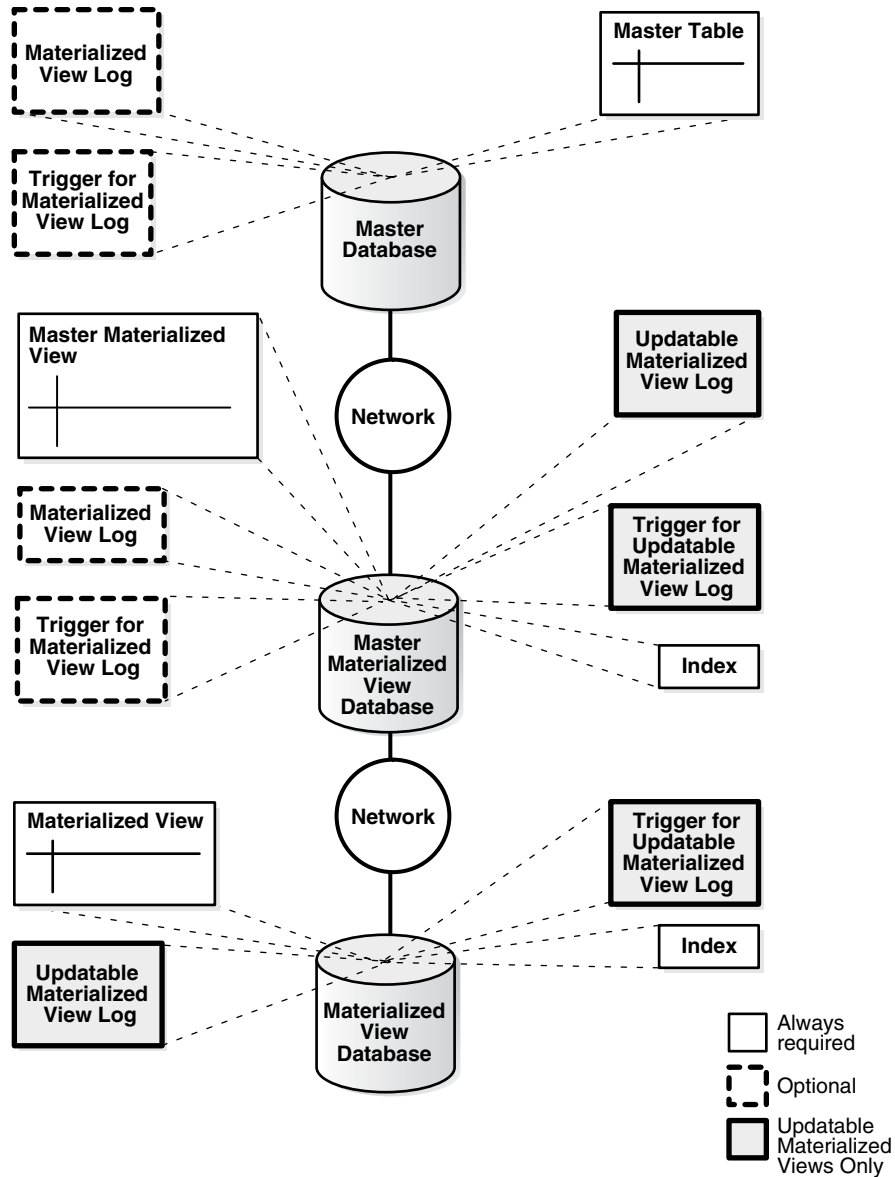 Materialized
View Log
Master Table
Trigger for
Materialized
View Log
Master
Database
Master Materialized
View
Updatable
Materialized
View Log
Network
Materialized
View Log
Trigger for
Updatable
Materialized
View Log
Trigger for
Materialized
View Log
Master
Materialized
View
Database
Index
Network
Materialized View
Trigger for
Updatable
Materialized
View Log
Index
Updatable
Materialized
View Log
Materialized
View
Database
Always
required
Optional
Updatable
Materialized
Views Only